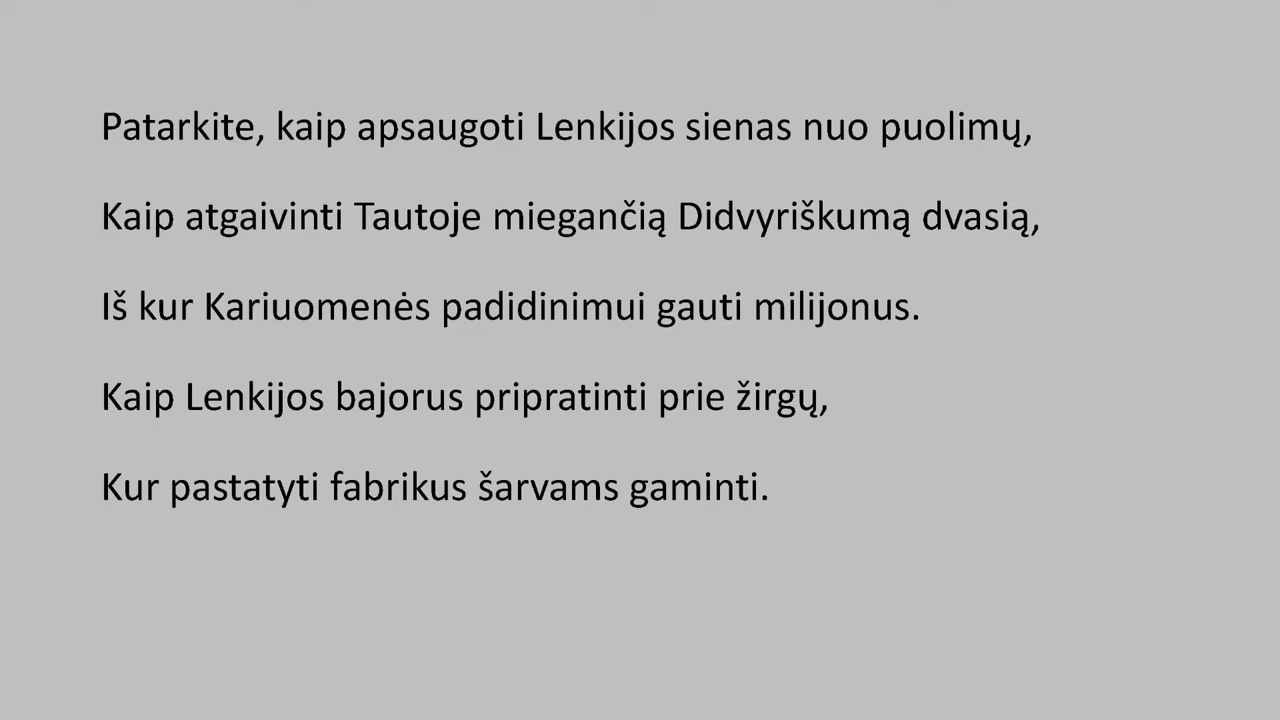 Patarkite, kaip apsaugoti Lenkijos sienas nuo puolimų,
Kaip atgaivinti Tautoje miegančią Didvyriškumą dvasią,
Iš kur Kariuomenės padidinimui gauti milijonus.
Kaip Lenkijos bajorus pripratinti prie žirgų,
Kur pastatyti fabrikus šarvams gaminti.